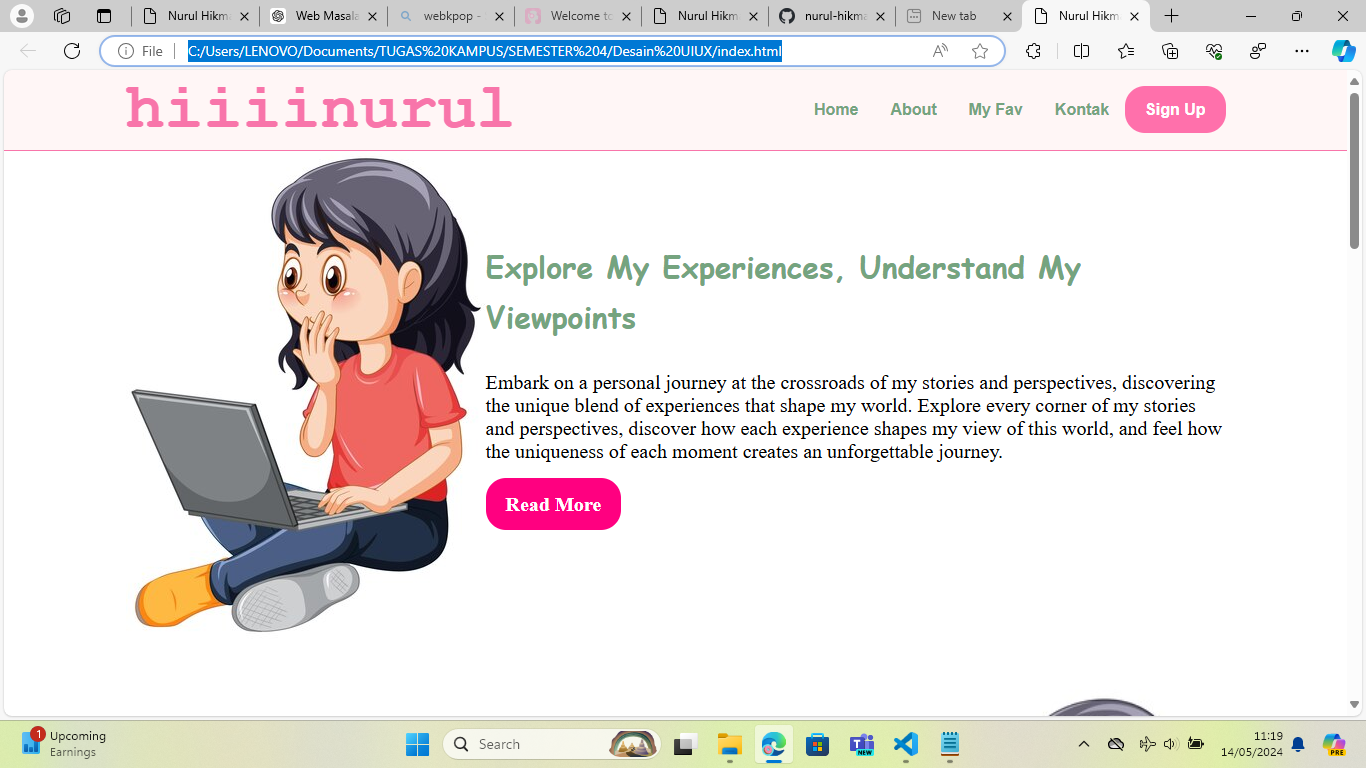 Nurul Hikm
Web Masala
webkpop -
Welcome to
Nurul Hikm
nurul-hikma
New tab
Nurul Hikm
File
C:/Users/LENOVO/Documents/TUGAS%20KAMPUS/SEMESTER%204/Desain%20UIUX/index.html
hiiiinurul
Home About My Fav Kontak Sign Up
Explore My Experiences, Understand My
Viewpoints
Embark on a personal journey at the crossroads of my stories and perspectives, discovering
the unique blend of experiences that shape my world. Explore every corner of my stories
and perspectives, discover how each experience shapes my view of this world, and feel how
the uniqueness of each moment creates an unforgettable journey.
Read More
1
Upcoming
Earnings
Search
NEW
11:19
14/05/2024
PRE